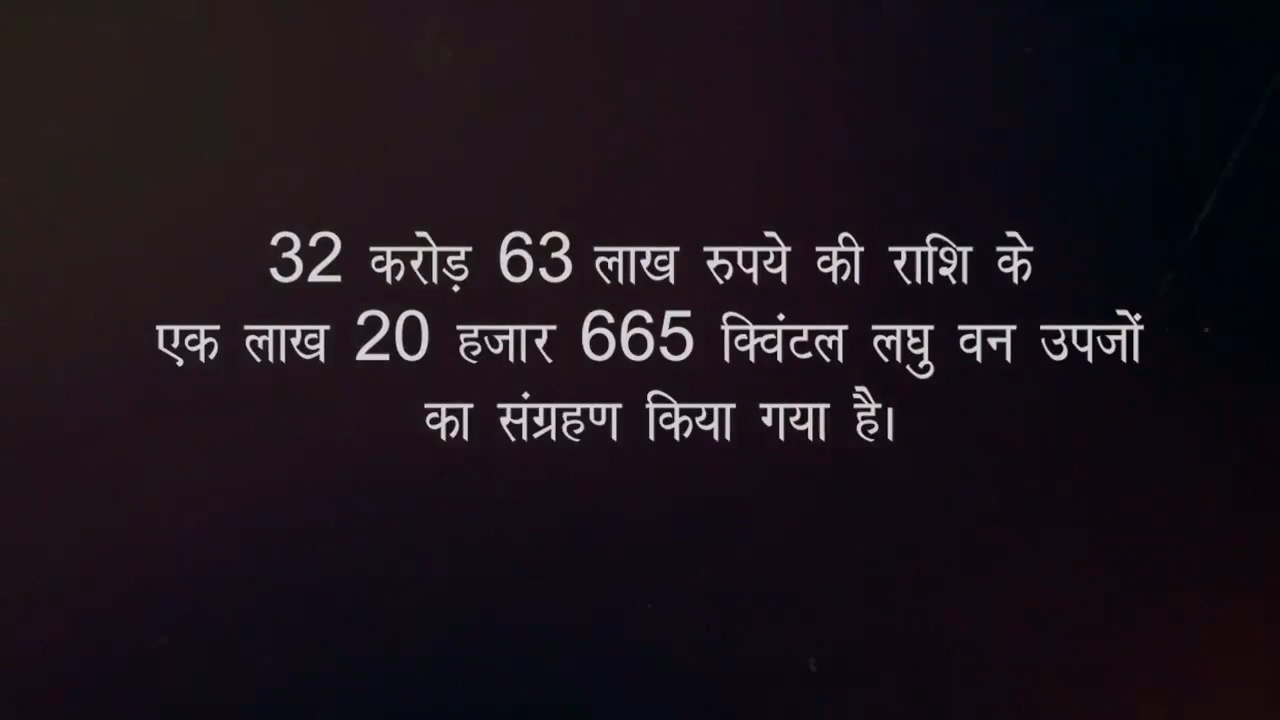 32 करोड़ 63 लाख रुपये की राशि के
एक लाख 20 हजार 665 क्विंटल लघु वन उपजों
का संग्रहण किया गया है।